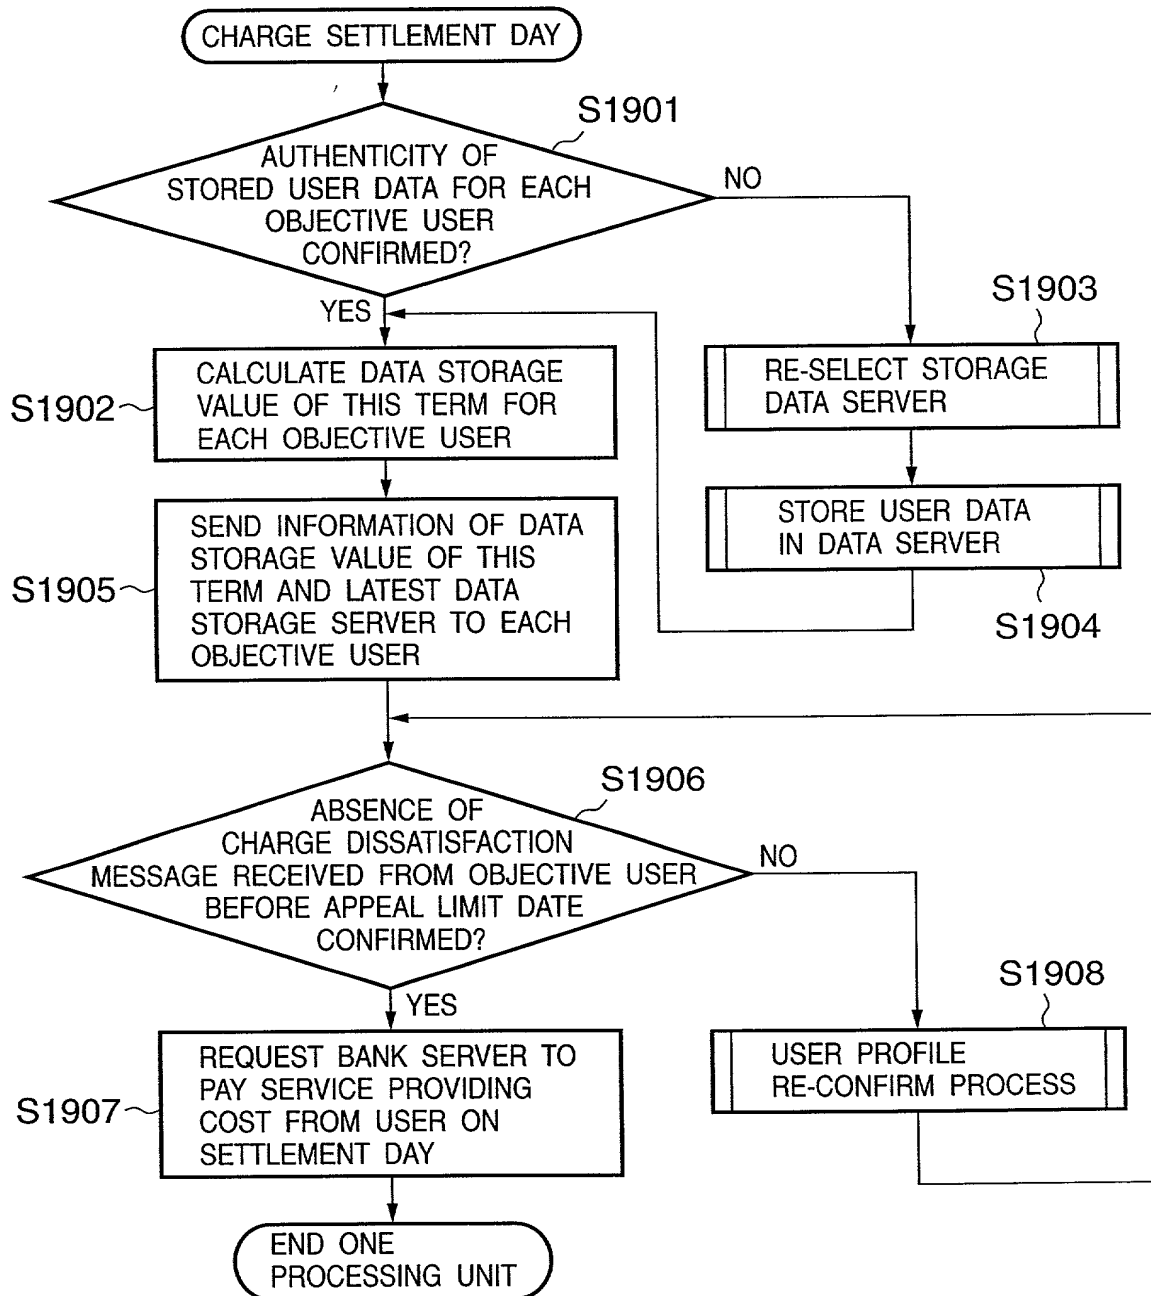 CHARGE SETTLEMENT DAY
S1901
AUTHENTICITY OF
STORED USER DATA FOR EACH
OBJECTIVE USER
CONFIRMED?
NO
YES
S1903
RE-SELECT STORAGE
DATA SERVER
S1902
CALCULATE DATA STORAGE
VALUE OF THIS TERM FOR
EACH OBJECTIVE USER
STORE USER DATA
IN DATA SERVER
S1904
S1905
SEND INFORMATION OF DATA
STORAGE VALUE OF THIS
TERM AND LATEST DATA
STORAGE SERVER TO EACH
OBJECTIVE USER
S1906
ABSENCE OF
CHARGE DISSATISFACTION
MESSAGE RECEIVED FROM OBJECTIVE USER
BEFORE APPEAL LIMIT DATE
CONFIRMED?
NO
YES
S1908
USER PROFILE
RE-CONFIRM PROCESS
S1907
REQUEST BANK SERVER TO
PAY SERVICE PROVIDING
COST FROM USER ON
SETTLEMENT DAY
END ONE
PROCESSING UNIT